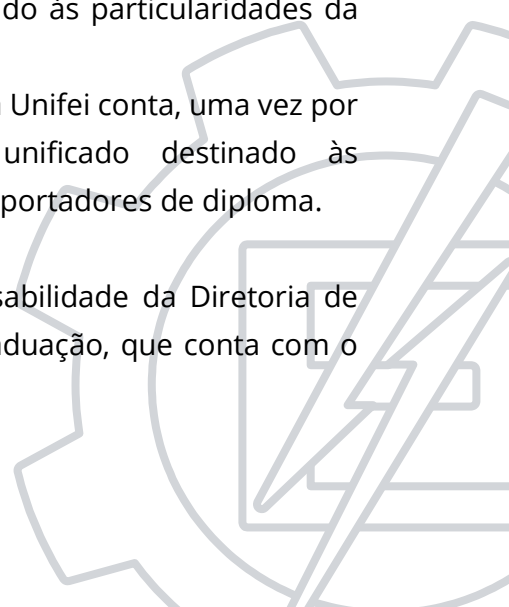 do às particularidades da
Unifei conta, uma vez por
unificado destinado às
portadores de diploma.
sabilidade da Diretoria de
duação, que conta com o